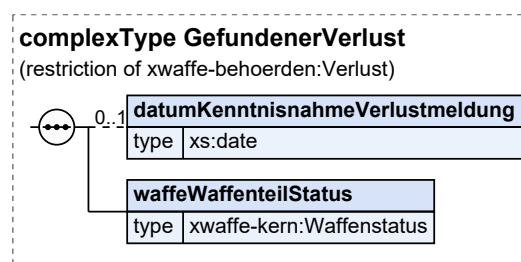 complexType GefundenerVerlust
(restriction of xwaffe-behoerden:Verlust)
0..1
datumKenntnisnahmeVerlustmeldung
type xs:date
waffeWaffenteilStatus
type xwaffe-kern:Waffenstatus